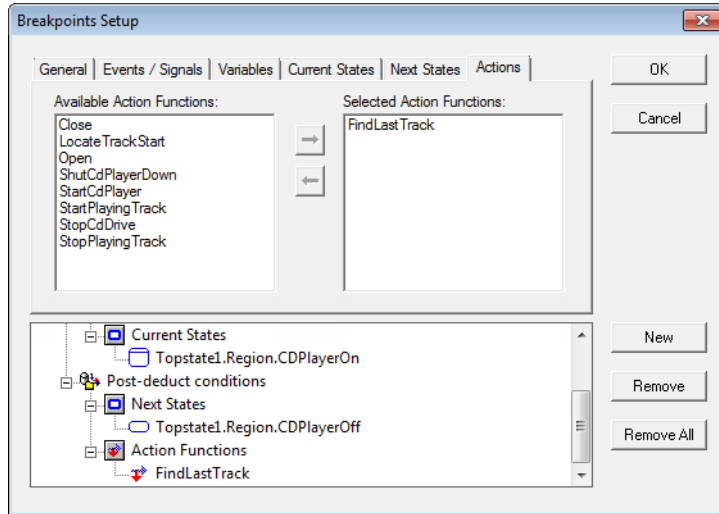 Breakpoints Setup
General
Events / Signals
Variables
Current States
Next States
Actions
Available Action Functions:
Close
LocateTrackStart
Open
ShutCdPlayerDown
StartCdPlayer
StartPlayingTrack
StopCdDrive
StopPlayingTrack
Selected Action Functions:
FindLastTrack
OK
Cancel
Current States
Topstate1.Region.CDPlayerOn
Post-deduct conditions
Next States
Topstate1.Region.CDPlayerOff
Action Functions
FindLastTrack
New
Remove
Remove All